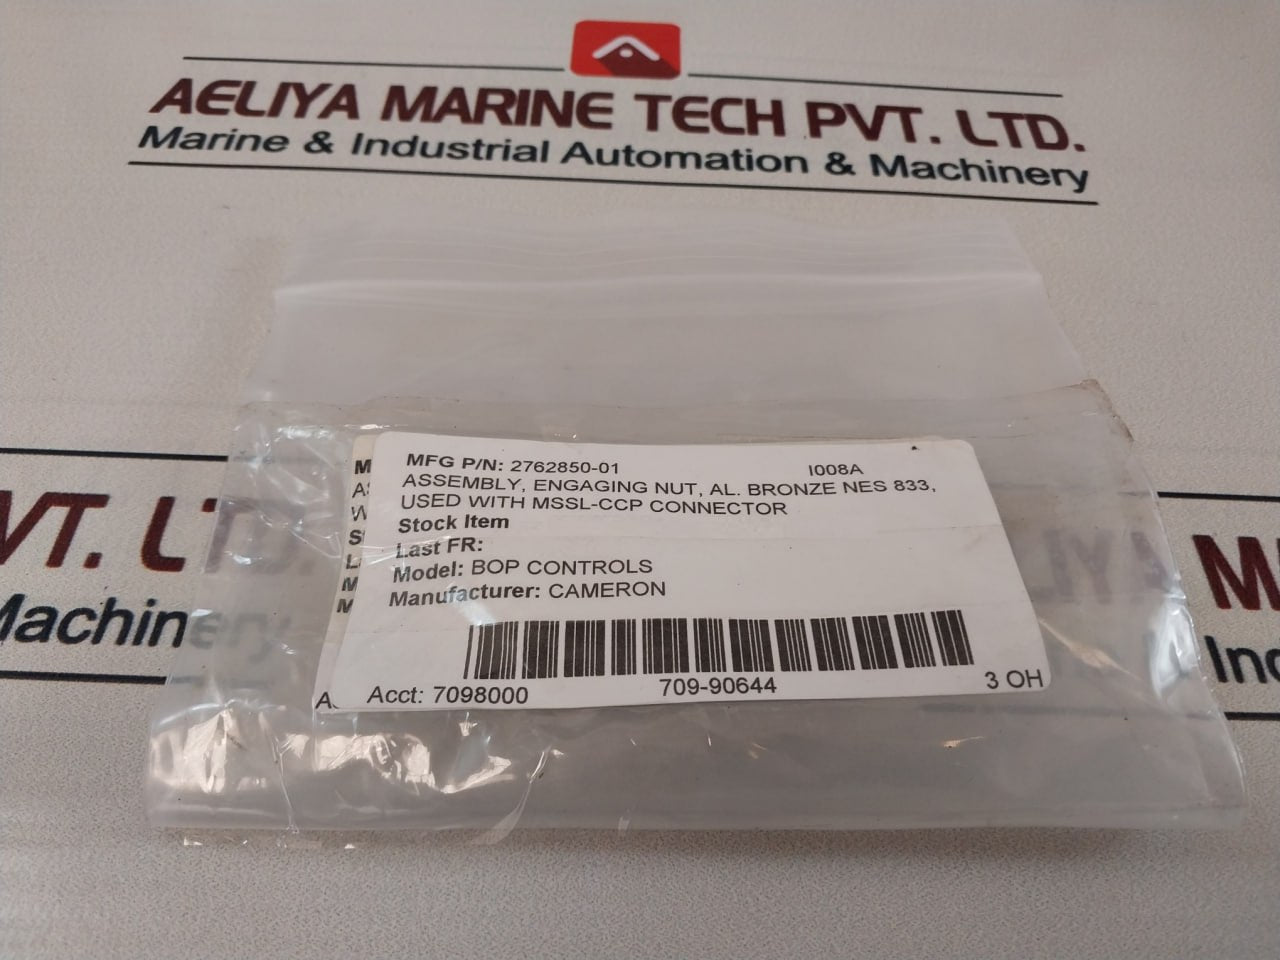 AELIYA MARINE TECH PVT. LTD.
Marine & Industrial Automation & Machinery
MFG P/N: 2762850-01 I008A
ASSEMBLY, ENGAGING NUT, AL. BRONZE NES 833,
USED WITH MSSL-CCP CONNECTOR
Stock Item
Last FR:
Model: BOP CONTROLS
Manufacturer: CAMERON
Acct: 7098000 709-90644 3 OH
VT. LTD.
Machinery
ELIYA M
Ind